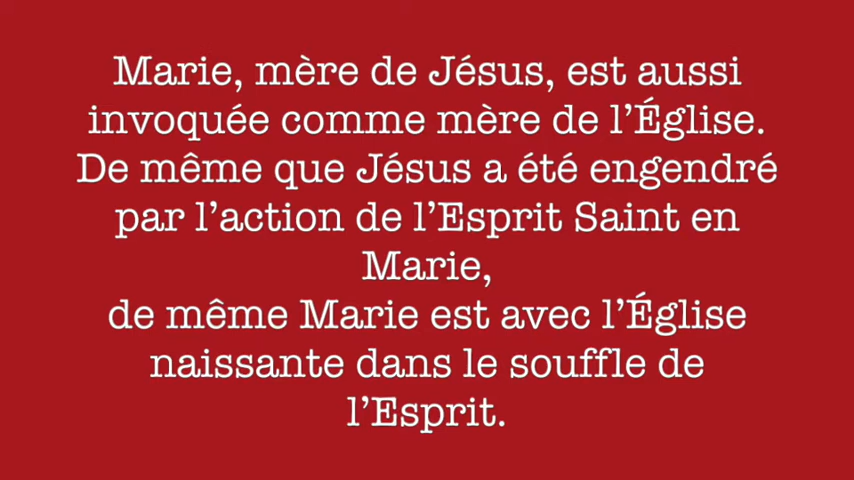 Marie, mère de Jésus, est aussi
invoquée comme mère de l’Église.
De même que Jésus a été engendré
par l’action de l’Esprit Saint en
Marie,
de même Marie est avec l’Église
naissante dans le souffle de
l’Esprit.